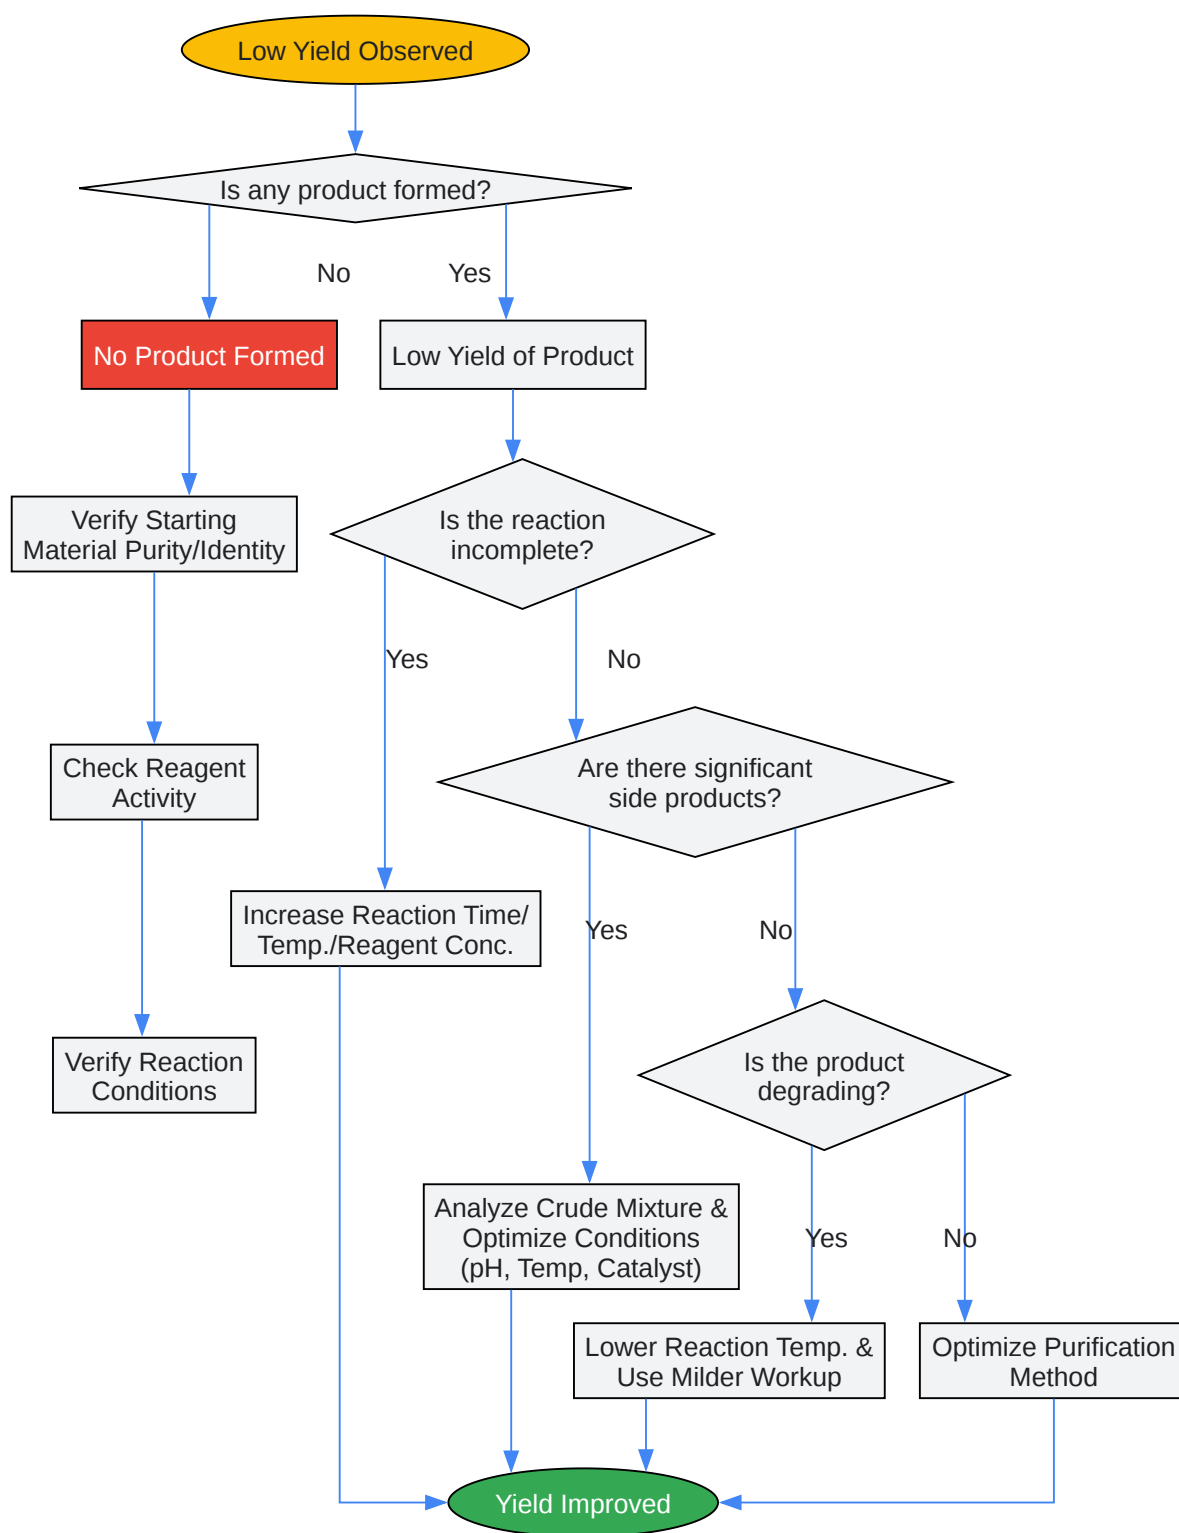 Low Yield Observed
Is any product formed?
No
Yes
No Product Formed
Low Yield of Product
Verify Starting
Material Purity/Identity
Is the reaction
incomplete?
Yes
No
Check Reagent
Activity
Are there significant
side products?
Increase Reaction Time/
Temp./Reagent Conc.
Yes
No
Verify Reaction
Conditions
Is the product
degrading?
Analyze Crude Mixture &
Optimize Conditions
(pH, Temp, Catalyst)
Yes
No
Lower Reaction Temp. &
Use Milder Workup
Optimize Purification
Method
Yield Improved